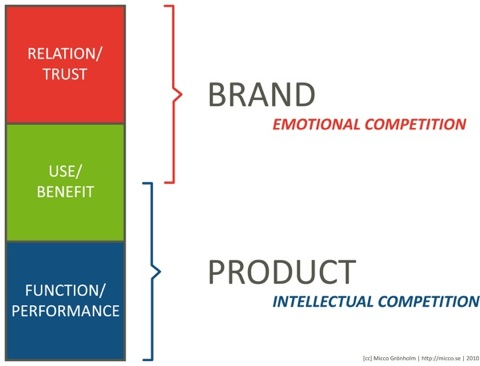 RELATION/
TRUST
BRAND
EMOTIONAL COMPETITION
USE/
BENEFIT
PRODUCT
INTELLECTUAL COMPETITION
FUNCTION/
PERFORMANCE
[cc] Micco Grönholm | http://micco.se | 2010